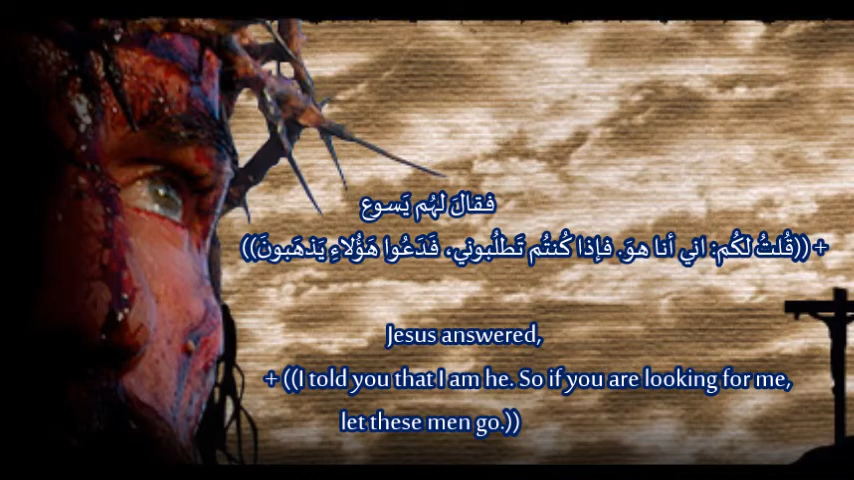 فقالَ لهُم يَسوع
+ ((قُلتُ لكُم: اني أنا هوَ. فإذا كُنتُم تَطلُبوني، فَدَعُوا هَؤُلاءِ يَذهَبونَ))
Jesus answered,
+ ((I told you that I am he. So if you are looking for me,
let these men go.))